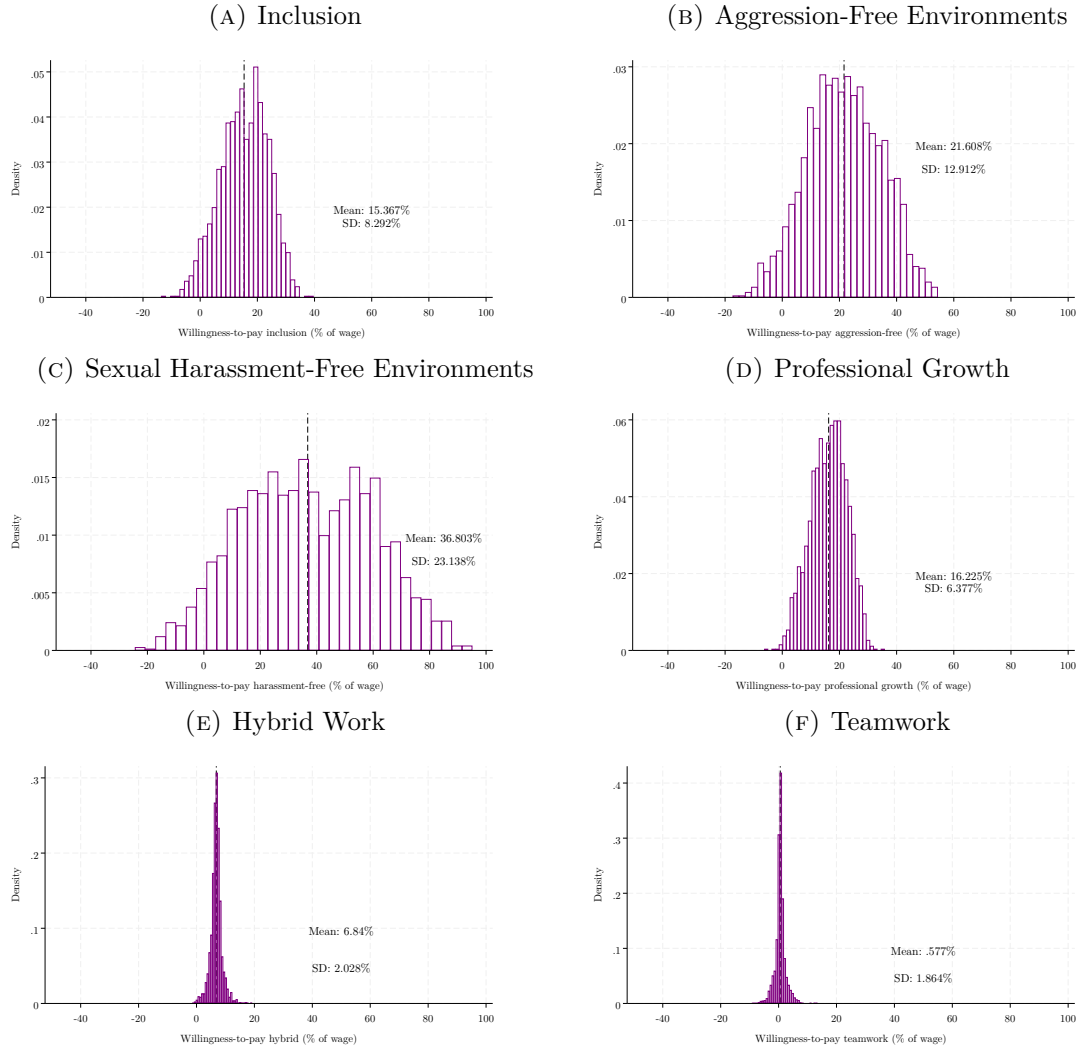 (A) Inclusion
.05
.04
.03
.02
.01
0
Density
Mean: 15.367%
SD: 8.292%
-40 -20 0 20 40 60 80 100
Willingness-to-pay inclusion (% of wage)
(B) Aggression-Free Environments
.03
.02
.01
0
Density
Mean: 21.608%
SD: 12.912%
-40 -20 0 20 40 60 80 100
Willingness-to-pay aggression-free (% of wage)
(C) Sexual Harassment-Free Environments
.02
.015
.01
.005
0
Density
Mean: 36.803%
SD: 23.138%
-40 -20 0 20 40 60 80 100
Willingness-to-pay harassment-free (% of wage)
(D) Professional Growth
.06
.04
.02
0
Density
Mean: 16.225%
SD: 6.377%
-40 -20 0 20 40 60 80 100
Willingness-to-pay professional growth (% of wage)
(E) Hybrid Work
.3
.2
.1
0
Density
Mean: 6.84%
SD: 2.028%
-40 -20 0 20 40 60 80 100
Willingness-to-pay hybrid (% of wage)
(F) Teamwork
.4
.3
.2
.1
0
Density
Mean: .577%
SD: 1.864%
-40 -20 0 20 40 60 80 100
Willingness-to-pay teamwork (% of wage)